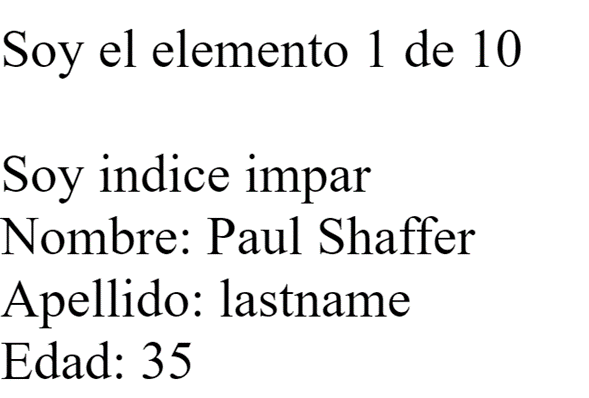 Soy el elemento 1 de 10
Soy indice impar
Nombre: Paul Shaffer
Apellido: lastname
Edad: 35